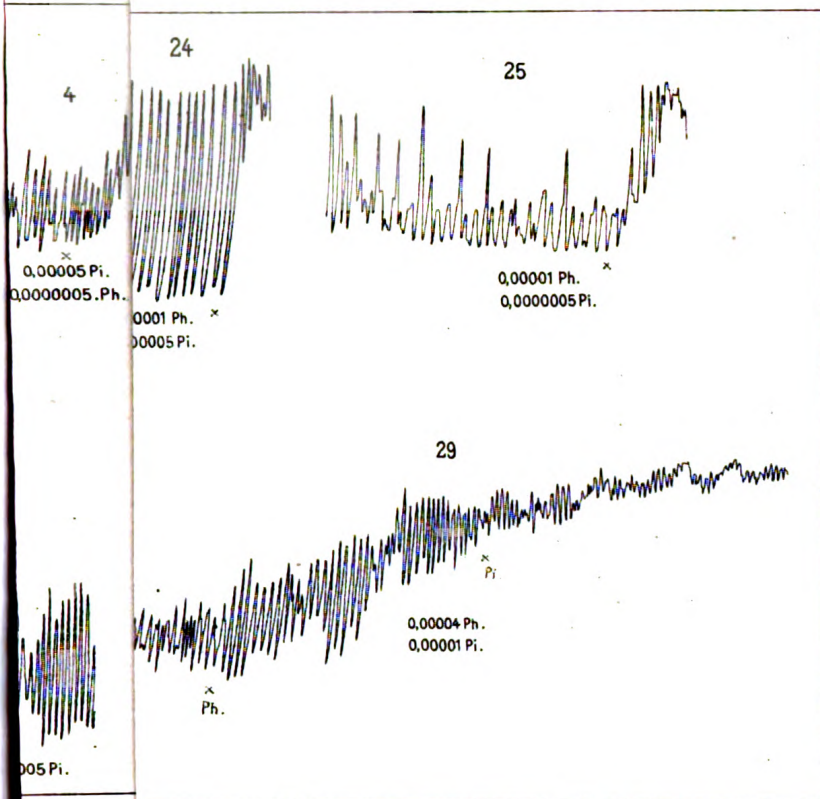 24
25
4
×
0,00005 Pi.
0,0000005.Ph.
×
0001 Ph.
00005 Pi.
×
0,00001 Ph.
0,0000005 Pi.
29
×
Pi.
0,00004 Ph.
0,00001 Pi.
×
Ph.
005 Pi.